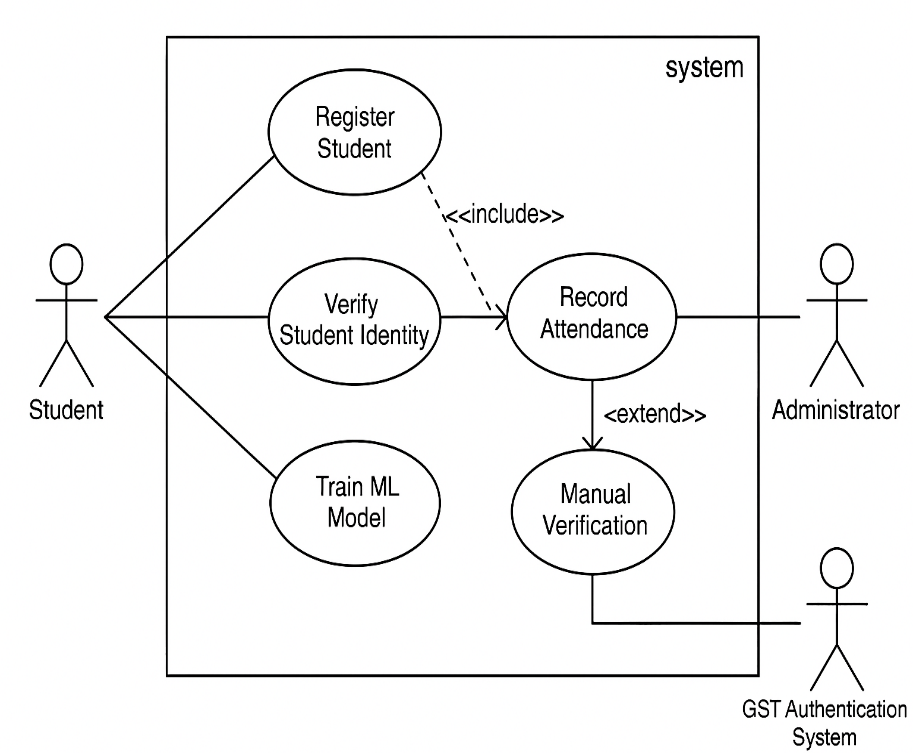 system
Register
Student
<<include>>
Verify
Student Identity
Record
Attendance
Student
Administrator
<extend>>
Train ML
Model
Manual
Verification
GST Authentication
System